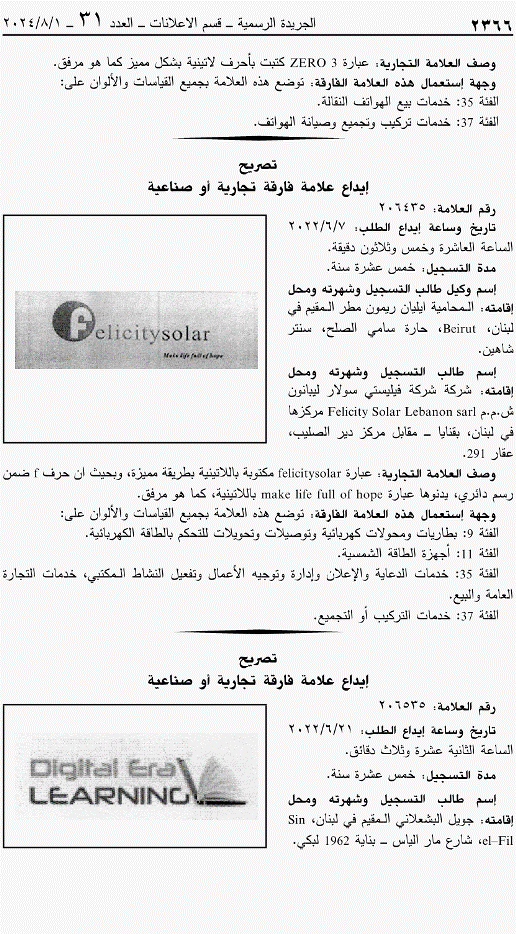 ٢٣٦٦
الجريدة الرسمية ــ قسم الاعلانات ــ العدد ٣١ ــ ٢٠٢٤/٨/١
وصف العلامة التجارية: عبارة ZERO 3 كتبت بأحرف لاتينية بشكل مميز كما هو مرفق.
وجهة إستعمال هذه العلامة الفارقة: توضع هذه العلامة بجميع القياسات والألوان على:
الفئة 35: خدمات بيع الهواتف النقالة.
الفئة 37: خدمات تركيب وتجميع وصيانة الهواتف.
تصريح
إيداع علامة فارقة تجارية أو صناعية
رقم العلامة: ٢٠٦٤٣٥
تاريخ وساعة إيداع الطلب: ٢٠٢٢/٦/٧
الساعة العاشرة وخمس وثلاثون دقيقة.
مدة التسجيل: خمس عشرة سنة.
إسم وكيل طالب التسجيل وشهرته ومحل
إقامته: المحامية ايليان ريمون مطر المقيم في
لبنان، Beirut، حارة سامي الصلح، سنتر
شاهين.
إسم طالب التسجيل وشهرته ومحل
إقامته: شركة شركة فيليستي سولار ليبانون
ش.م.م Felicity Solar Lebanon sarl مركزها
في لبنان، بقنايا ــ مقابل مركز دير الصليب،
عقار 291.
felicitysolar
Make life full of hope
وصف العلامة التجارية: عبارة felicitysolar مكتوبة باللاتينية بطريقة مميزة، وبحيث ان حرف f ضمن
رسم دائري، يدنوها عبارة make life full of hope باللاتينية، كما هو مرفق.
وجهة إستعمال هذه العلامة الفارقة: توضع هذه العلامة بجميع القياسات والألوان على:
الفئة 9: بطاريات ومحولات كهربائية وتوصيلات وتحويلات للتحكم بالطاقة الكهربائية.
الفئة 11: أجهزة الطاقة الشمسية.
الفئة 35: خدمات الدعاية والإعلان وإدارة وتوجيه الأعمال وتفعيل النشاط المكتبي، خدمات التجارة
العامة والبيع.
الفئة 37: خدمات التركيب أو التجميع.
تصريح
إيداع علامة فارقة تجارية أو صناعية
رقم العلامة: ٢٠٦٥٣٥
تاريخ وساعة إيداع الطلب: ٢٠٢٢/٦/٢١
الساعة الثانية عشرة وثلاث دقائق.
مدة التسجيل: خمس عشرة سنة.
إسم طالب التسجيل وشهرته ومحل
إقامته: جويل البشعلاني المقيم في لبنان، Sin
el–Fil، شارع مار الياس ــ بناية 1962 لبكي.
Digital Era
LEARNING